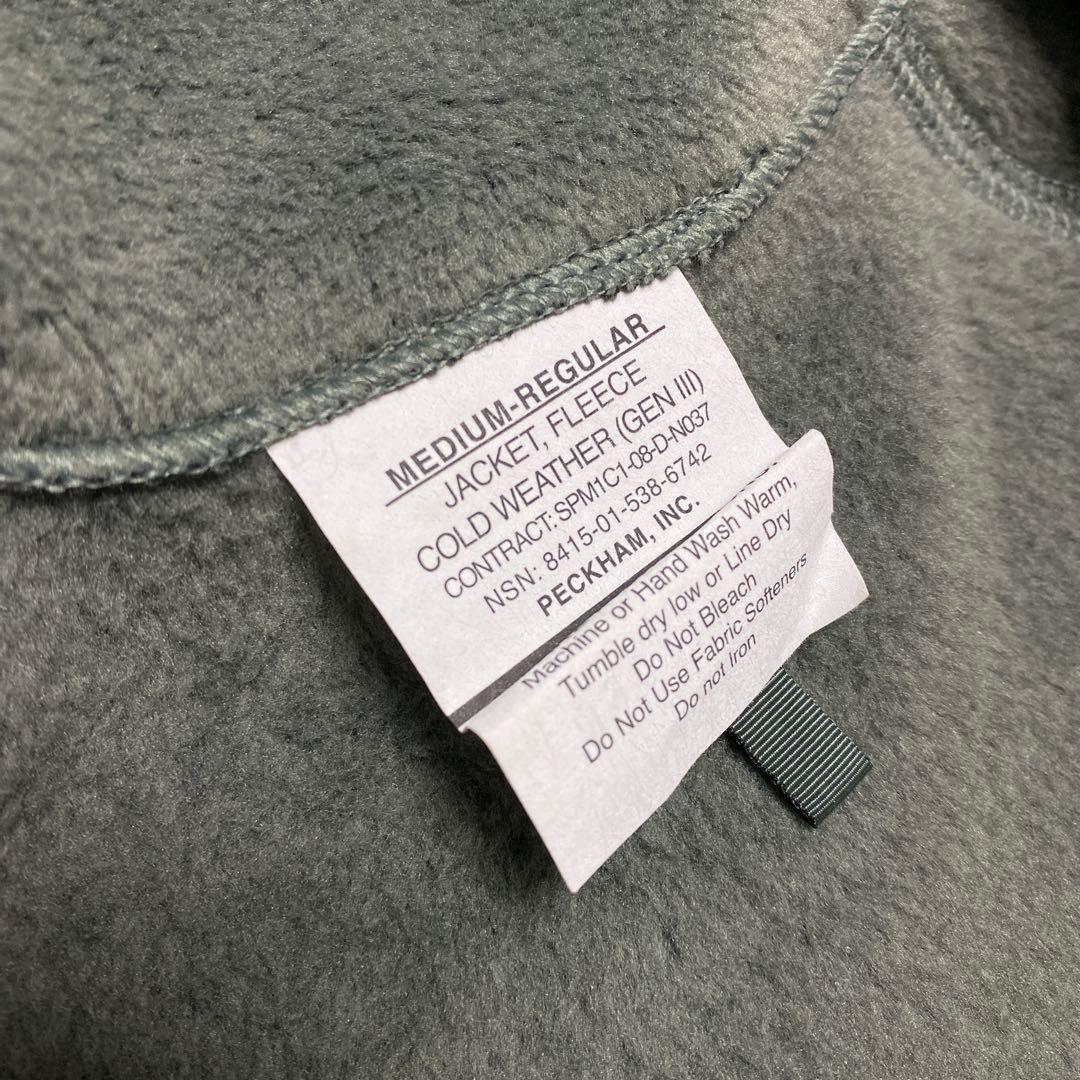 MEDIUM-REGULAR
JACKET, FLEECE
COLD WEATHER (GEN III)
CONTRACT: SPM1C1-08-D-N037
NSN: 8415-01-538-6742
PECKHAM, INC.
Machine or Hand Wash Warm,
Tumble dry low or Line Dry
Do Not Bleach
Do Not Use Fabric Softeners
Do not Iron